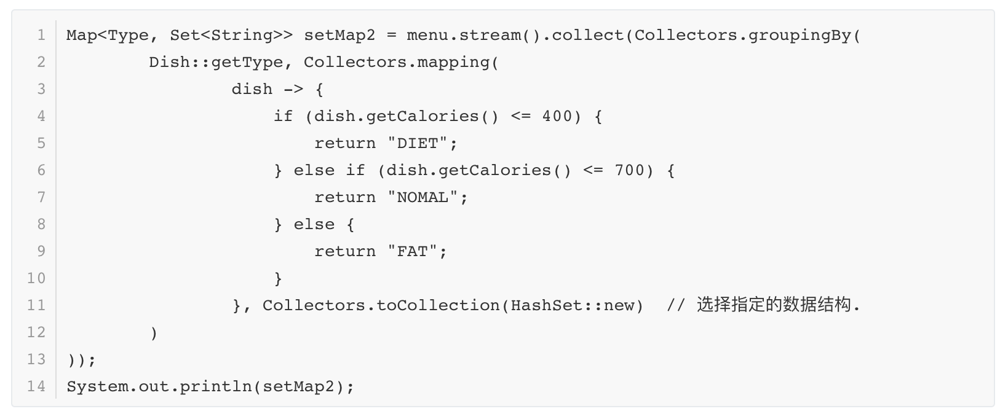 1 Map<Type, Set<String>> setMap2 = menu.stream().collect(Collectors.groupingBy(
2         Dish::getType, Collectors.mapping(
3                 dish -> {
4                     if (dish.getCalories() <= 400) {
5                         return "DIET";
6                     } else if (dish.getCalories() <= 700) {
7                         return "NOMAL";
8                     } else {
9                         return "FAT";
10                     }
11                 }, Collectors.toCollection(HashSet::new)  // 选择指定的数据结构.
12         )
13 ));
14 System.out.println(setMap2);